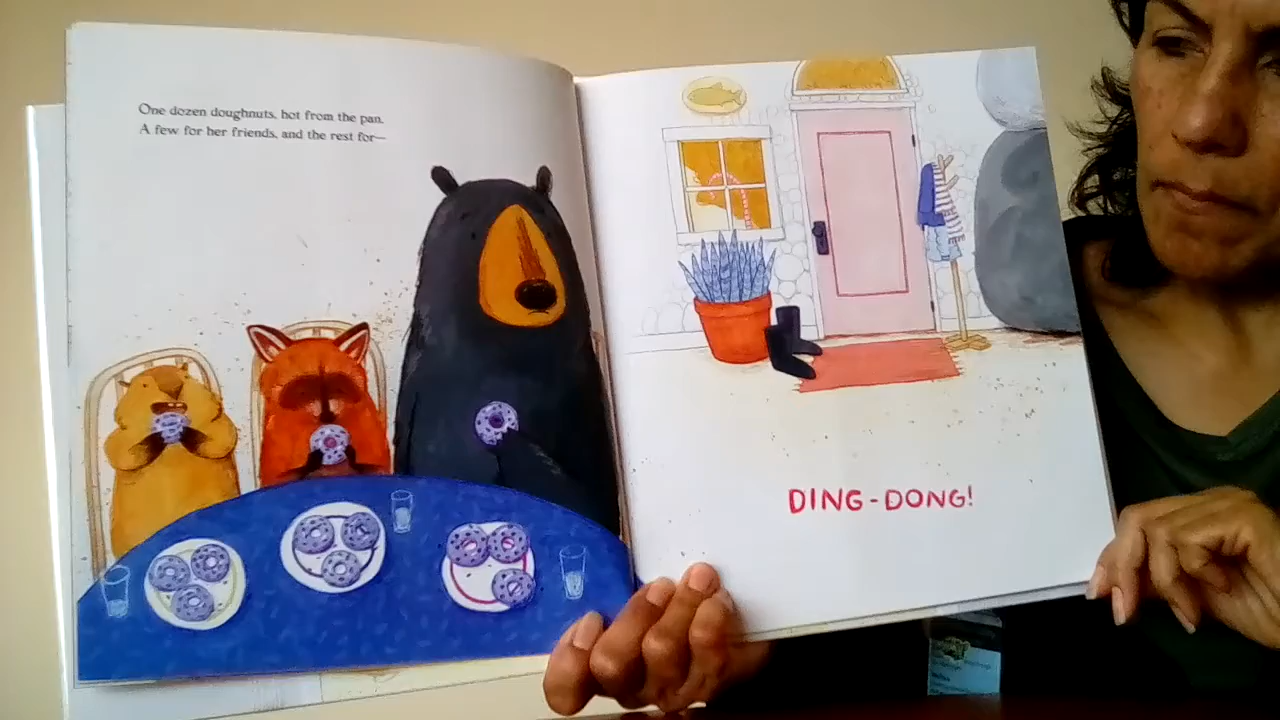 One dozen doughnuts, hot from the pan.
A few for her friends, and the rest for—
DING-DONG!